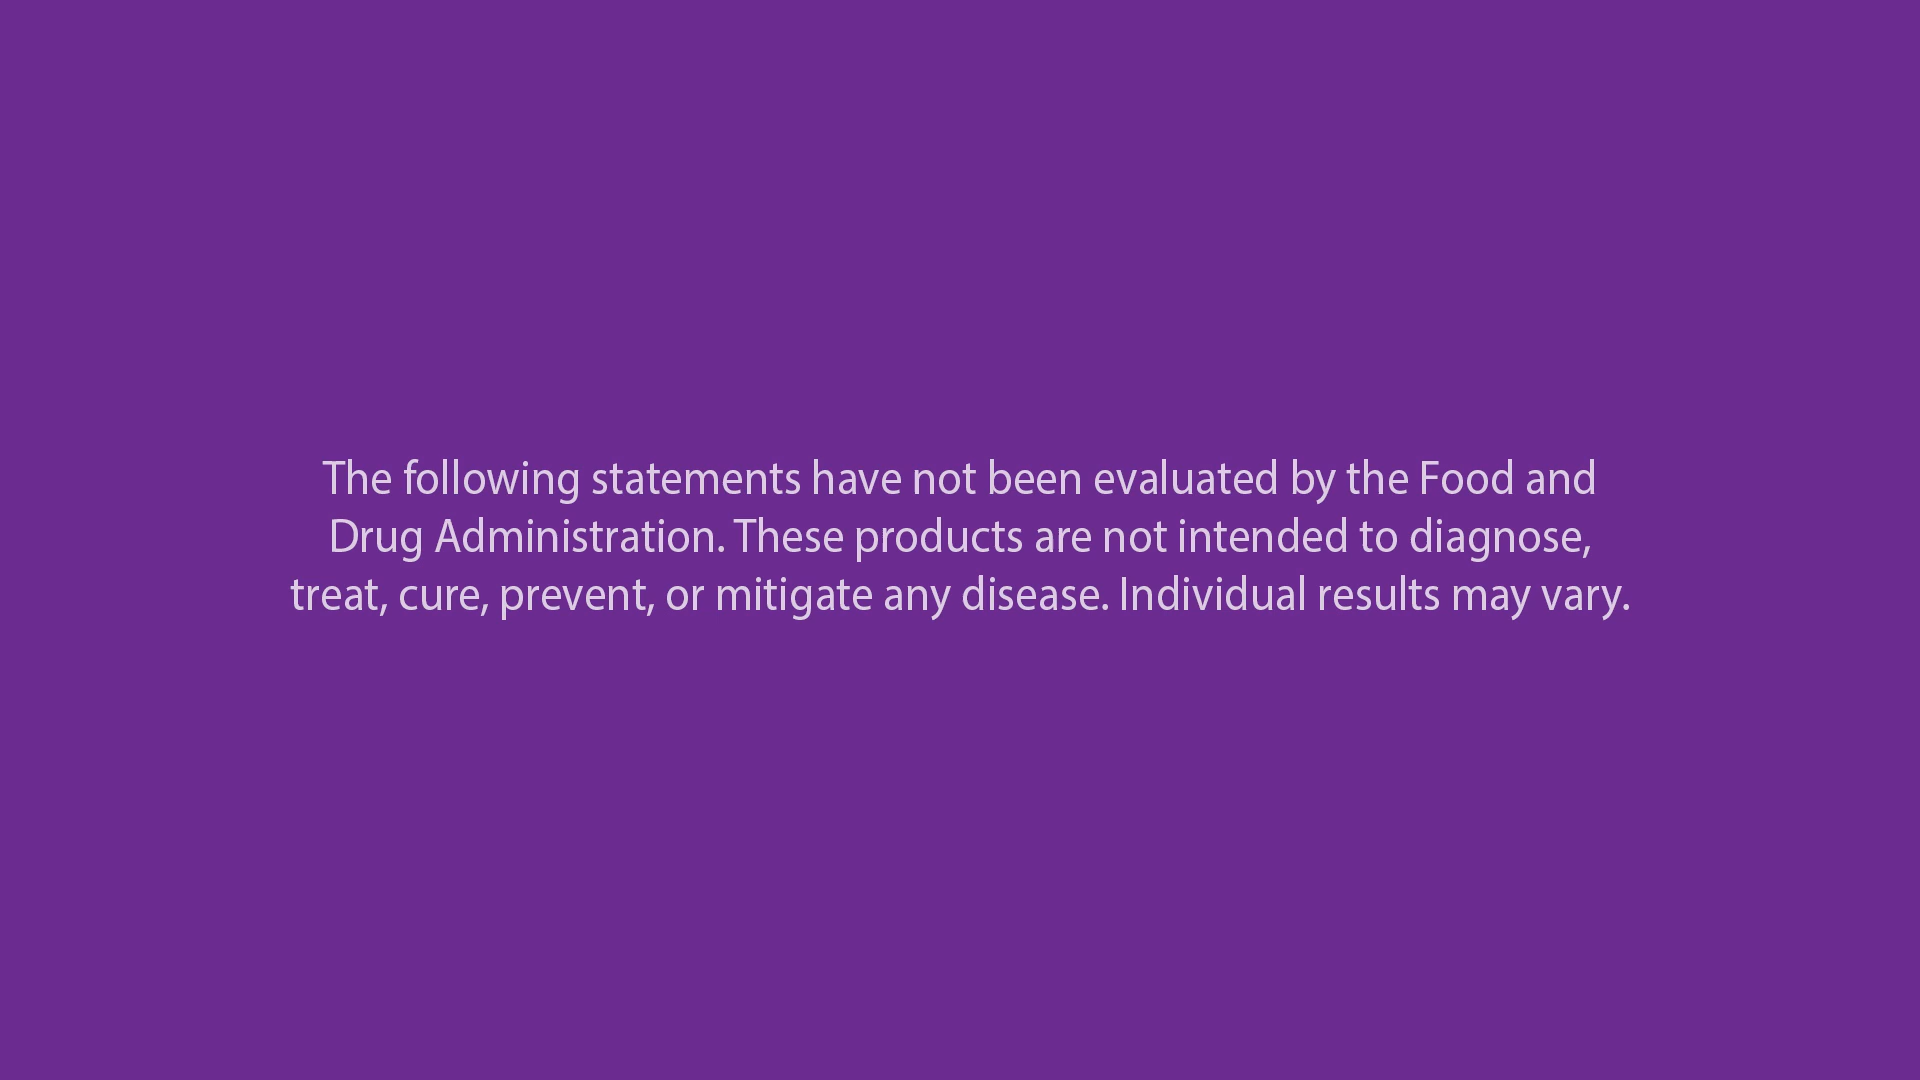 The following statements have not been evaluated by the Food and
Drug Administration. These products are not intended to diagnose,
treat, cure, prevent, or mitigate any disease. Individual results may vary.